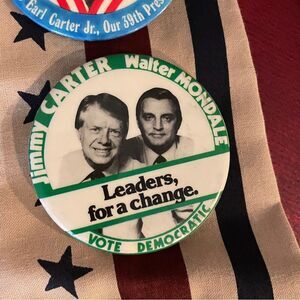 Earl Carter Jr., Our 39th Pres
Jimmy CARTER Walter MONDALE
Leaders,
for a change.
VOTE DEMOCRATIC